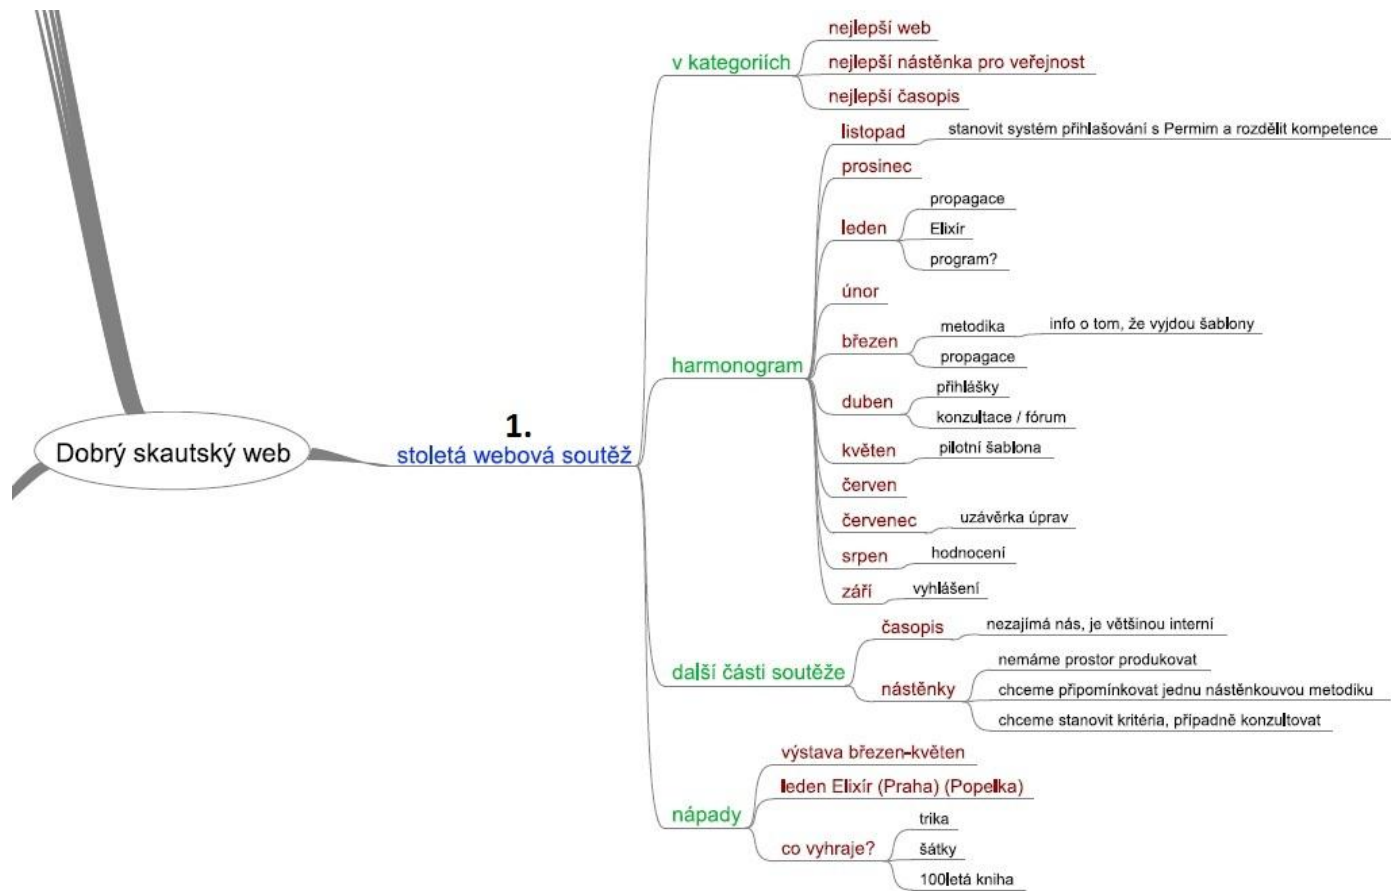 Dobrý skautský web
1.
stoletá webová soutěž
v kategoriích
nejlepší web
nejlepší nástěnka pro veřejnost
nejlepší časopis
harmonogram
listopad
stanovit systém přihlašování s Permim a rozdělit kompetence
prosinec
leden
propagace
Elixír
program?
únor
březen
metodika
info o tom, že vyjdou šablony
propagace
duben
přihlášky
konzultace / fórum
květen
pilotní šablona
červen
červenec
uzávěrka úprav
srpen
hodnocení
září
vyhlášení
další části soutěže
časopis
nezajímá nás, je většinou interní
nástěnky
nemáme prostor produkovat
chceme připomínkovat jednu nástěnkouvou metodiku
chceme stanovit kritéria, případně konzultovat
nápady
výstava březen-květen
leden Elixír (Praha) (Popelka)
co vyhraje?
trika
šátky
100letá kniha